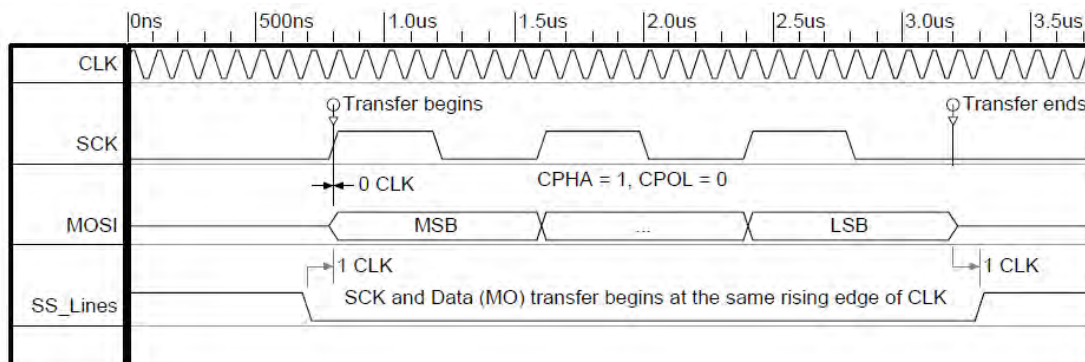 0ns 500ns 1.0us 1.5us 2.0us 2.5us 3.0us 3.5us
CLK
Transfer begins Transfer ends
SCK
0 CLK CPHA = 1, CPOL = 0
MOSI MSB ... LSB
1 CLK 1 CLK
SS_Lines SCK and Data (MO) transfer begins at the same rising edge of CLK